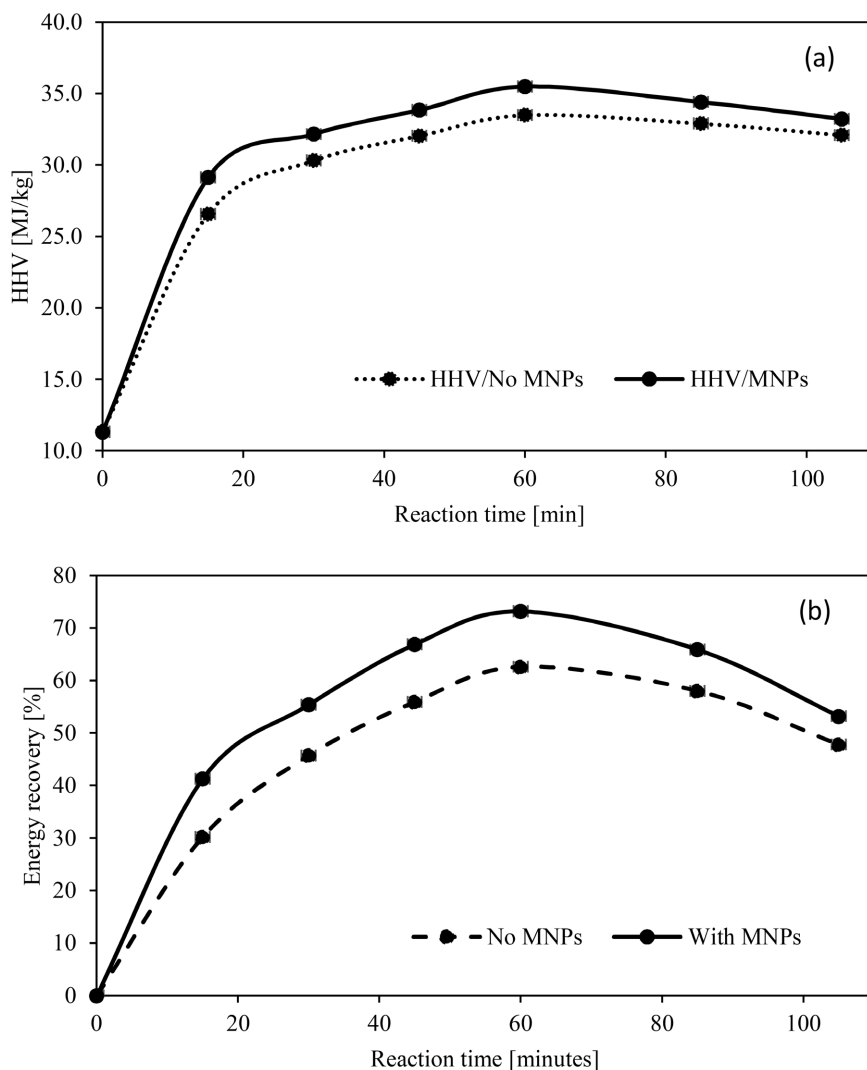 (a)
40.0
35.0
30.0
25.0
20.0
15.0
10.0
HHV [MJ/kg]
HHV/No MNPs HHV/MNPs
0 20 40 60 80 100
Reaction time [min]
(b)
80
70
60
50
40
30
20
10
0
Energy recovery [%]
No MNPs With MNPs
0 20 40 60 80 100
Reaction time [minutes]